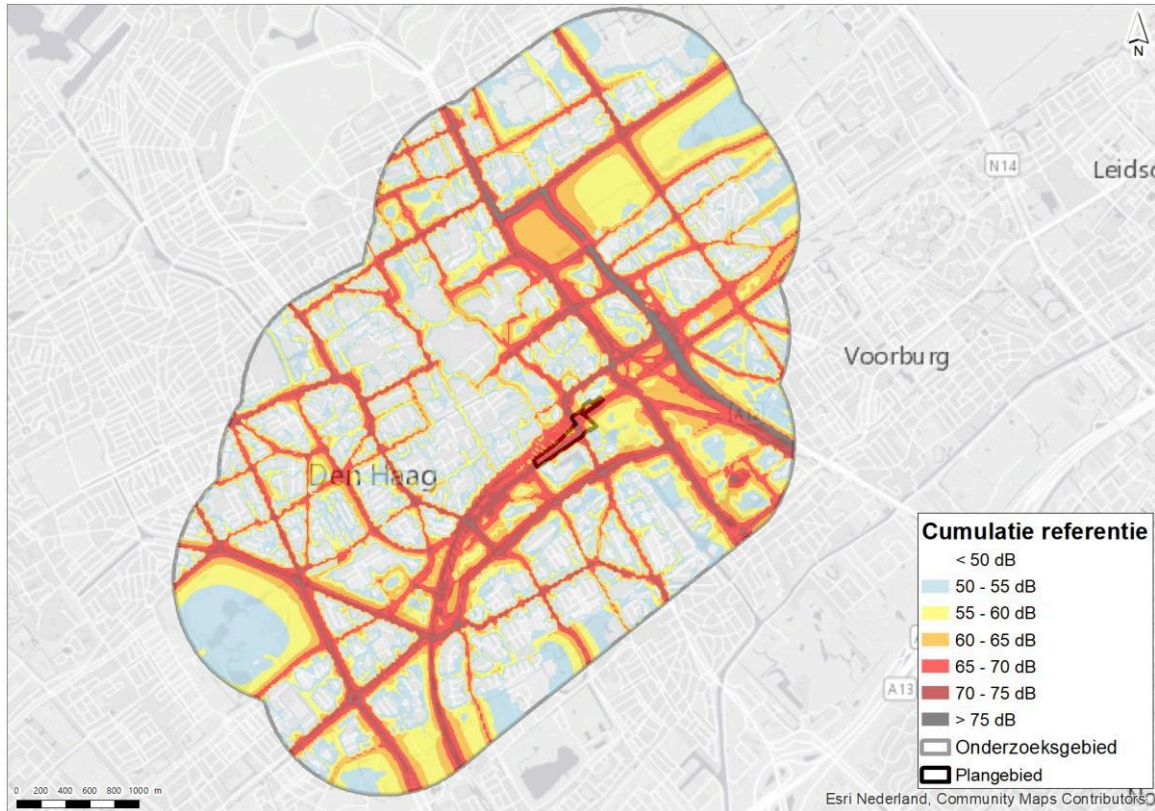 N
N14
Leidsc
Voorburg
A12
Den Haag
A13
Cumulatie referentie
< 50 dB
50 - 55 dB
55 - 60 dB
60 - 65 dB
65 - 70 dB
70 - 75 dB
> 75 dB
Onderzoeksgebied
Plangebied
0 200 400 600 800 1000 m
Esri Nederland, Community Maps Contributors